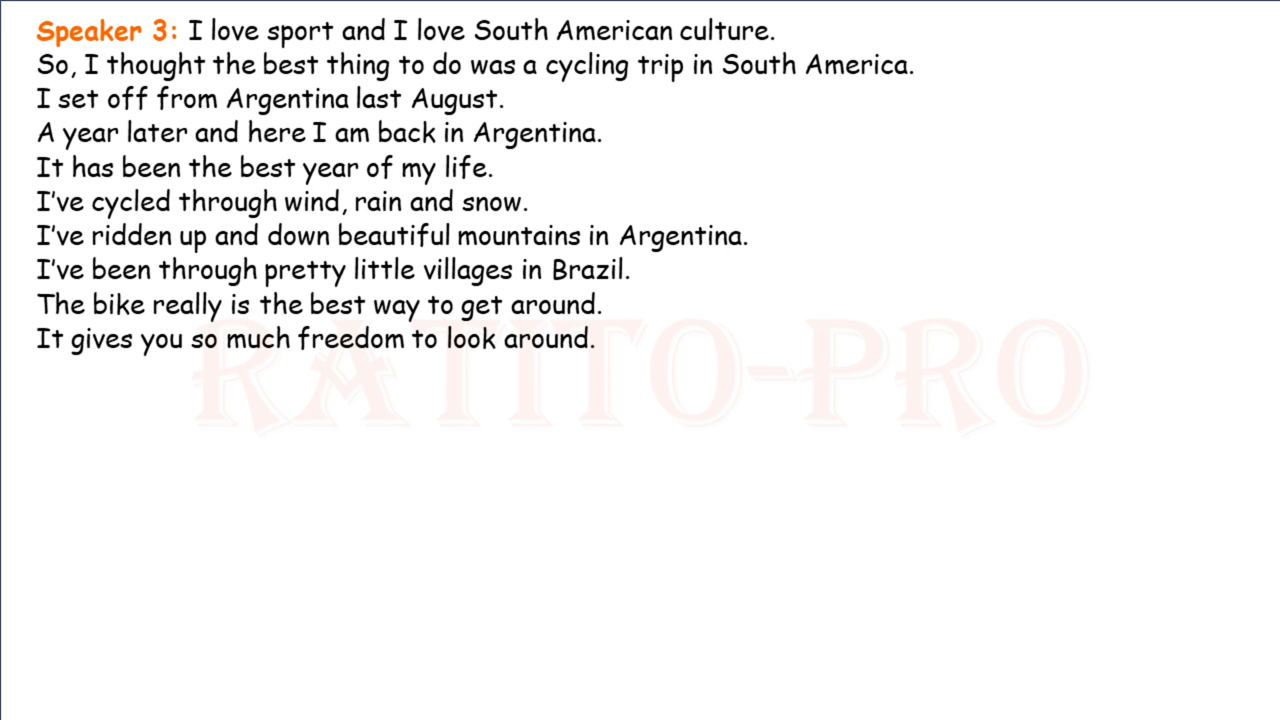 Speaker 3: I love sport and I love South American culture.
So, I thought the best thing to do was a cycling trip in South America.
I set off from Argentina last August.
A year later and here I am back in Argentina.
It has been the best year of my life.
I've cycled through wind, rain and snow.
I've ridden up and down beautiful mountains in Argentina.
I've been through pretty little villages in Brazil.
The bike really is the best way to get around.
It gives you so much freedom to look around.
RATITO-PRO